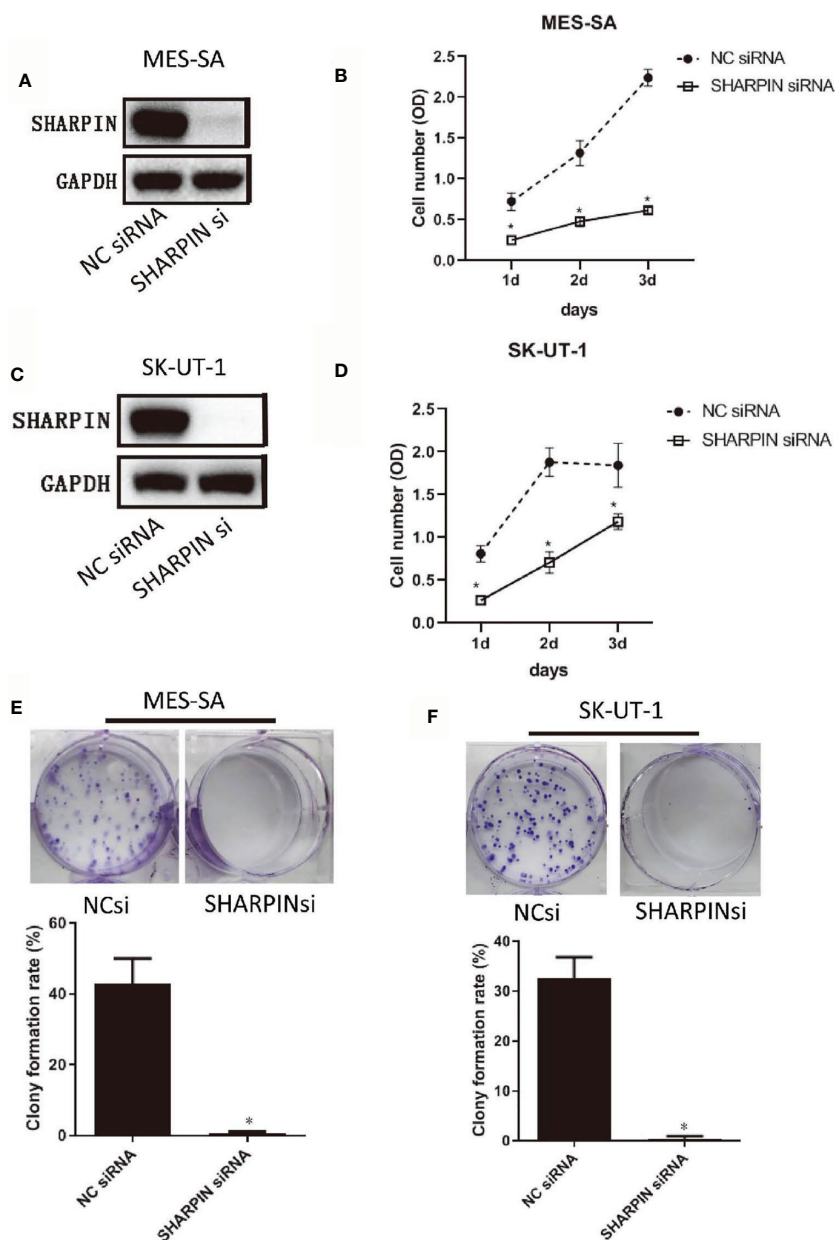 A
MES-SA
SHARPIN
GAPDH
NC siRNA
SHARPIN si
B
MES-SA
2.5
2.0
1.5
1.0
0.5
0.0
Cell number (OD)
* * *
1d 2d 3d
days
NC siRNA
SHARPIN siRNA
C
SK-UT-1
SHARPIN
GAPDH
NC siRNA
SHARPIN si
D
SK-UT-1
2.5
2.0
1.5
1.0
0.5
0.0
Cell number (OD)
* * *
1d 2d 3d
days
NC siRNA
SHARPIN siRNA
E
MES-SA
NCsi SHARPINsi
60
40
20
0
Clony formation rate (%)
*
NC siRNA
SHARPIN siRNA
F
SK-UT-1
NCsi SHARPINsi
40
30
20
10
0
Clony formation rate (%)
*
NC siRNA
SHARPIN siRNA